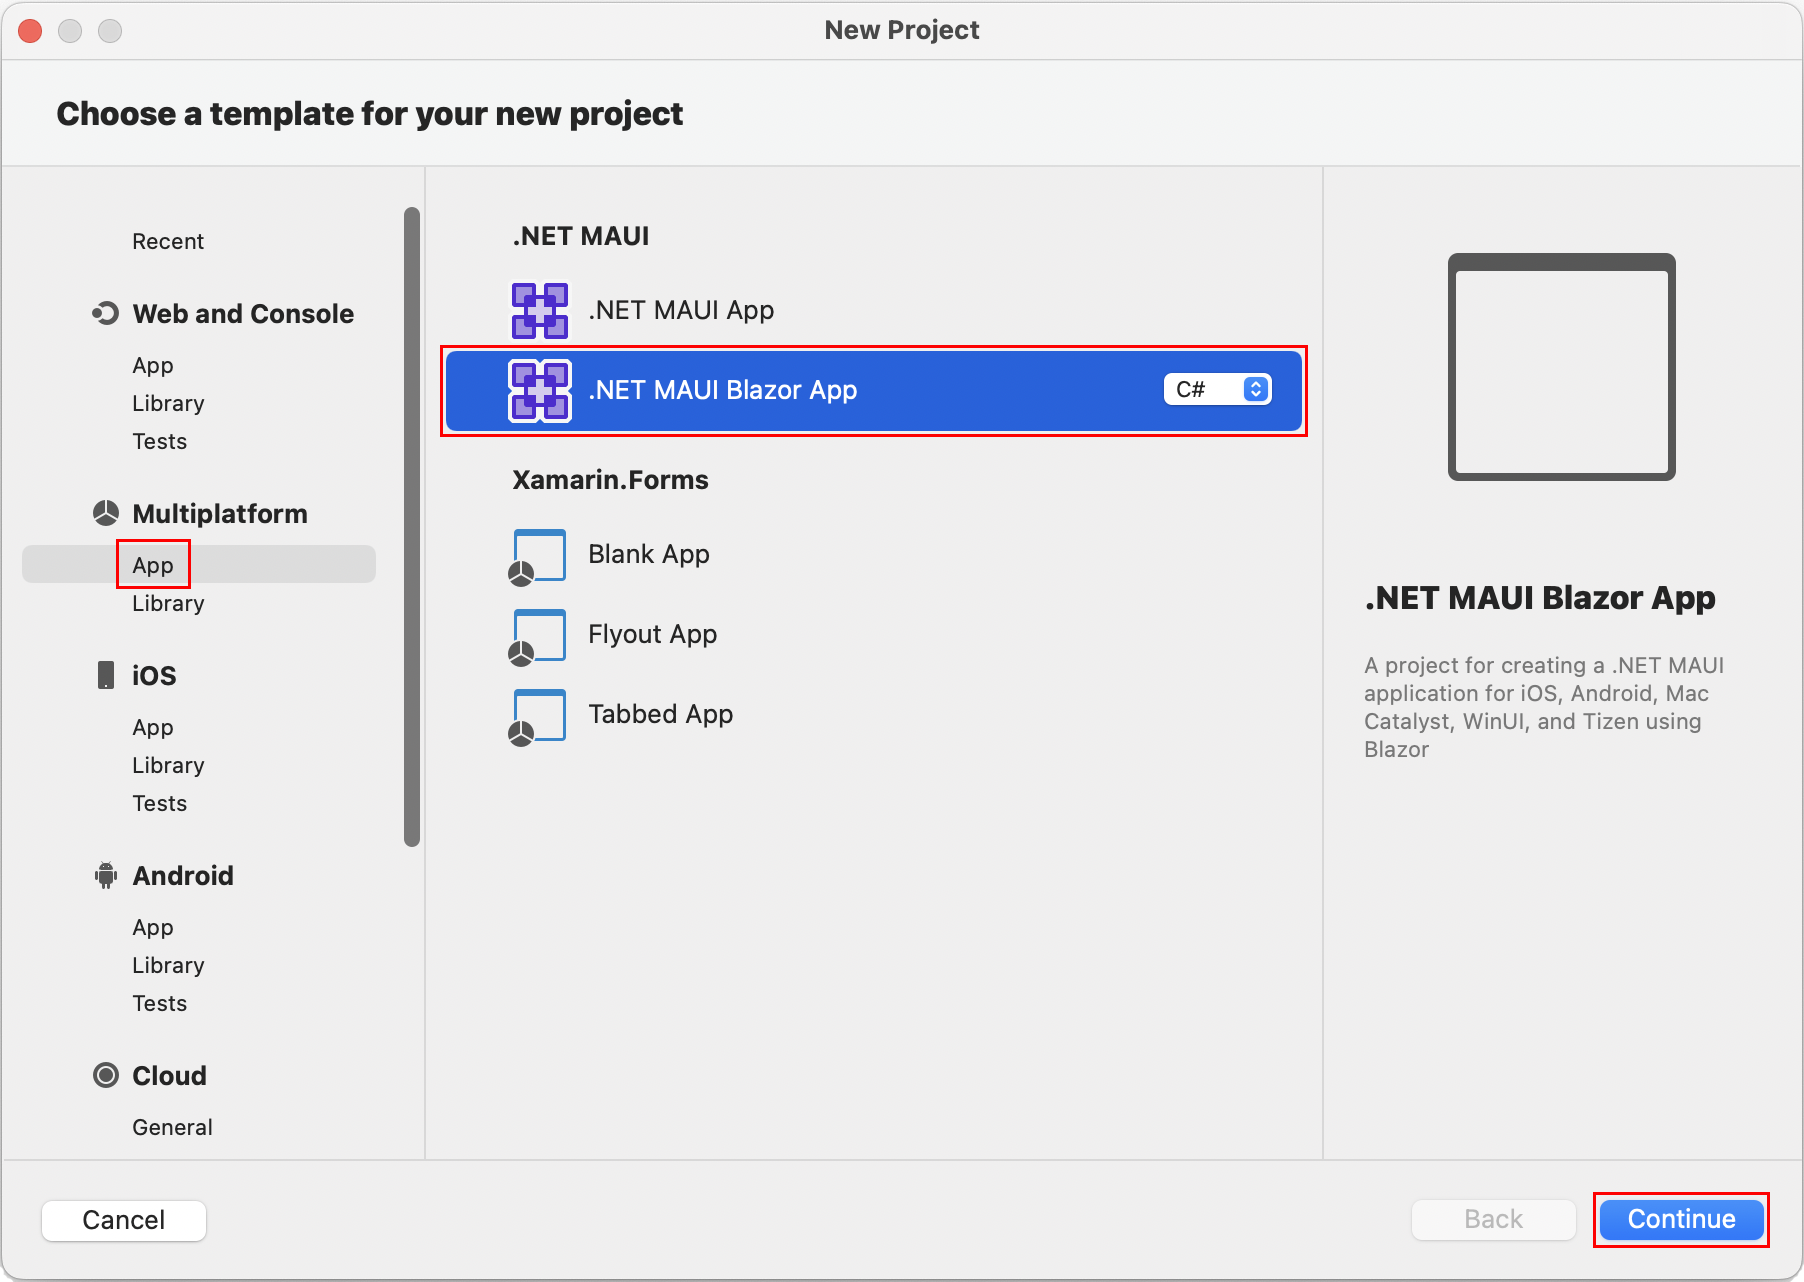 New Project
Choose a template for your new project
Recent
Web and Console
App
Library
Tests
Multiplatform
App
Library
iOS
App
Library
Tests
Android
App
Library
Tests
Cloud
General
.NET MAUI
.NET MAUI App
.NET MAUI Blazor App
C#
Xamarin.Forms
Blank App
Flyout App
Tabbed App
.NET MAUI Blazor App
A project for creating a .NET MAUI
application for iOS, Android, Mac
Catalyst, WinUI, and Tizen using
Blazor
Cancel
Back
Continue